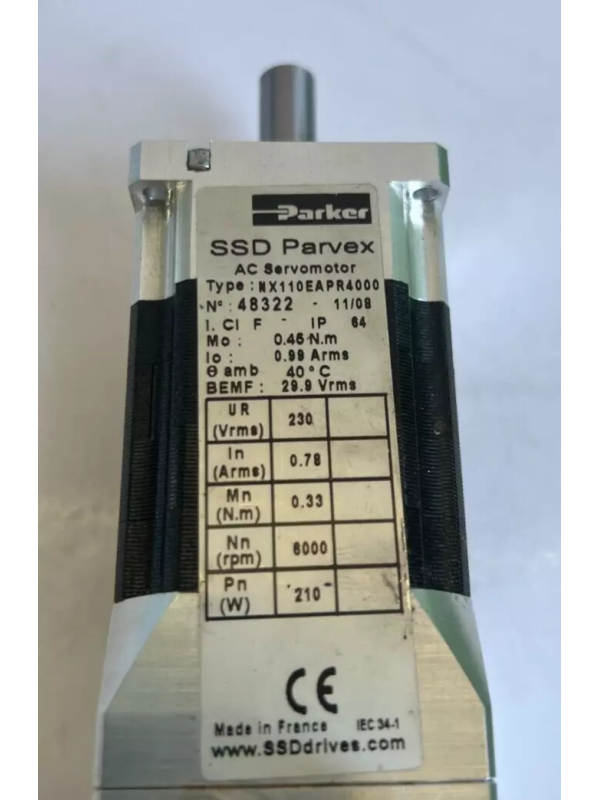 Parker
SSD Parvex
AC Servomotor
Type : NX110EAPR4000
N° : 48322 - 11/08
I. Cl F - IP 64
Mo : 0.45 N.m
Io : 0.99 Arms
θ amb 40°C
BEMF : 29.9 Vrms
UR (Vrms) 230
In (Arms) 0.78
Mn (N.m) 0.33
Nn (rpm) 6000
Pn (W) 210
CE
Made in France IEC 34-1
www.SSDdrives.com